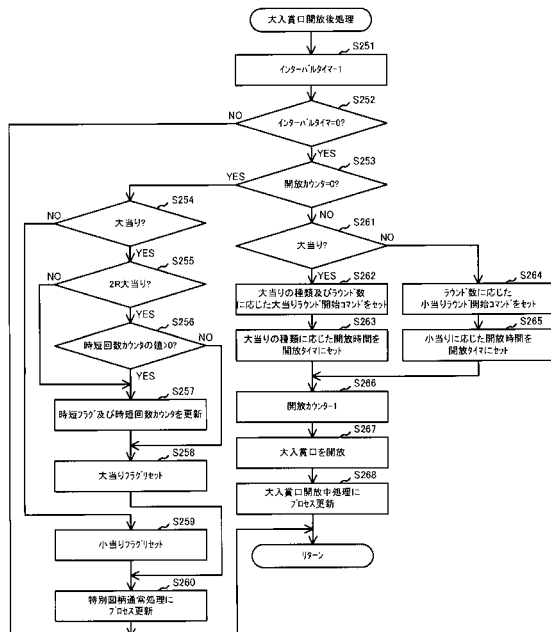 大入賞口開放後処理
S251
インターバルタイマ-1
S252
インターバルタイマ=0?
NO
YES
S253
開放カウンタ=0?
YES
NO
S254
大当り?
NO
YES
S255
2R大当り?
NO
YES
S256
時短回数カウンタの値>0?
NO
YES
S257
時短フラグ及び時短回数カウンタを更新
S258
大当りフラグリセット
S259
小当りフラグリセット
S260
特別図柄通常処理に
プロセス更新
S261
大当り?
NO
YES
S262
大当りの種類及びラウンド数
に応じた大当りラウンド開始コマンドをセット
S263
大当りの種類に応じた開放時間を
開放タイマにセット
S264
ラウンド数に応じた
小当りラウンド開始コマンドをセット
S265
小当りに応じた開放時間を
開放タイマにセット
S266
開放カウンタ-1
S267
大入賞口を開放
S268
大入賞口開放中処理に
プロセス更新
リターン